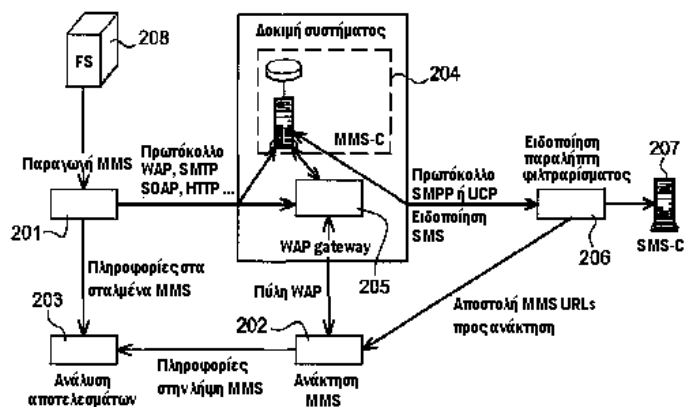 208
FS
Δοκιμή συστήματος
204
MMS-C
Παραγωγή MMS
Πρωτόκολλο
WAP, SMTP
SOAP, HTTP ...
Πρωτόκολλο
SMPP ή UCP
Ειδοποίηση
SMS
Ειδοποίηση
παραλήπτη
φιλτραρίσματος
207
201
206
SMS-C
WAP gateway
205
Πληροφορίες στα
σταλμένα MMS
Πύλη WAP
Αποστολή MMS URLs
προς ανάκτηση
203
202
Ανάλυση
αποτελεσμάτων
Πληροφορίες
στην λήψη MMS
Ανάκτηση
MMS